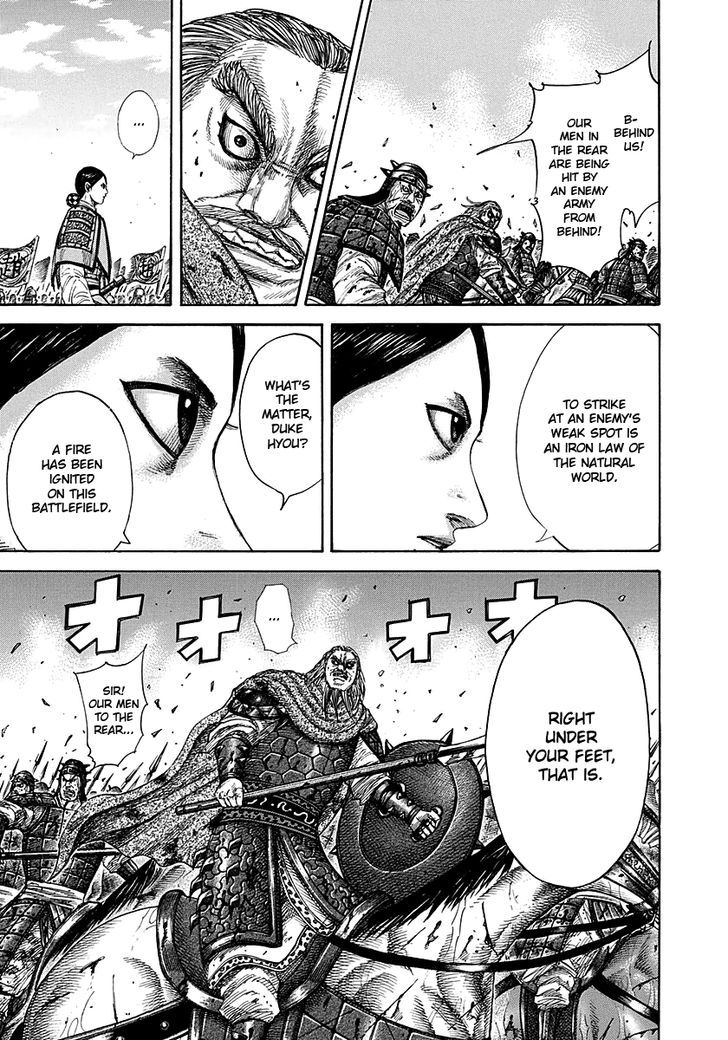 B-
BEHIND
US!
OUR
MEN IN
THE REAR
ARE BEING
HIT BY
AN ENEMY
ARMY
FROM
BEHIND!
...
TO STRIKE
AT AN ENEMY'S
WEAK SPOT IS
AN IRON LAW OF
THE NATURAL
WORLD.
WHAT'S
THE
MATTER,
DUKE
HYOU?
A FIRE
HAS BEEN
IGNITED
ON THIS
BATTLEFIELD.
RIGHT
UNDER
YOUR FEET,
THAT IS.
オオ
...
オオ
SIR!
OUR MEN
TO THE
REAR...